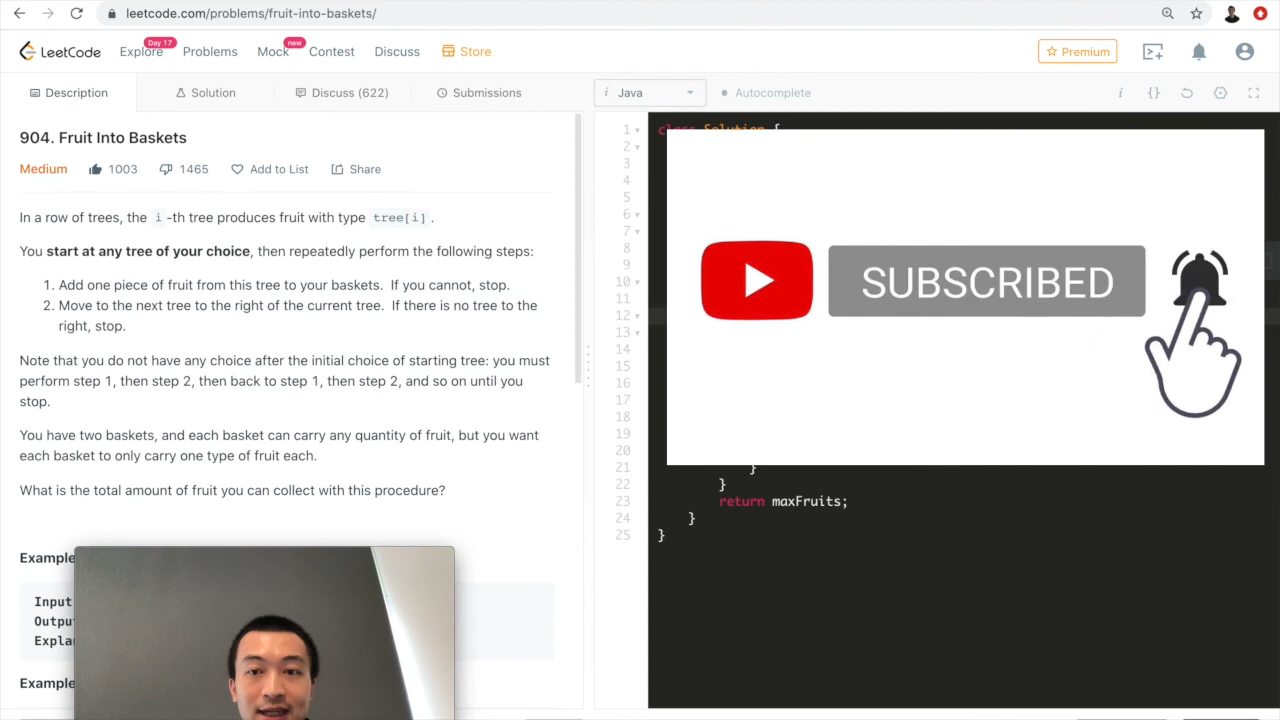 leetcode.com/problems/fruit-into-baskets/
LeetCode
Explore
Day 17
Problems
Mock
new
Contest
Discuss
Store
Premium
Description
Solution
Discuss (622)
Submissions
i Java
Autocomplete
i
{}
904. Fruit Into Baskets
Medium
1003
1465
Add to List
Share
In a row of trees, the i -th tree produces fruit with type tree[i] .
You start at any tree of your choice, then repeatedly perform the following steps:
1. Add one piece of fruit from this tree to your baskets. If you cannot, stop.
2. Move to the next tree to the right of the current tree. If there is no tree to the
right, stop.
Note that you do not have any choice after the initial choice of starting tree: you must
perform step 1, then step 2, then back to step 1, then step 2, and so on until you
stop.
You have two baskets, and each basket can carry any quantity of fruit, but you want
each basket to only carry one type of fruit each.
What is the total amount of fruit you can collect with this procedure?
Example
Input
Outpu
Expla
Example
1 class Solution {
2
3
4
5
6
7
8
9
10
11
12
13
14
15
16
17
18
19
20
21 }
22 }
23 return maxFruits;
24 }
25 }
SUBSCRIBED